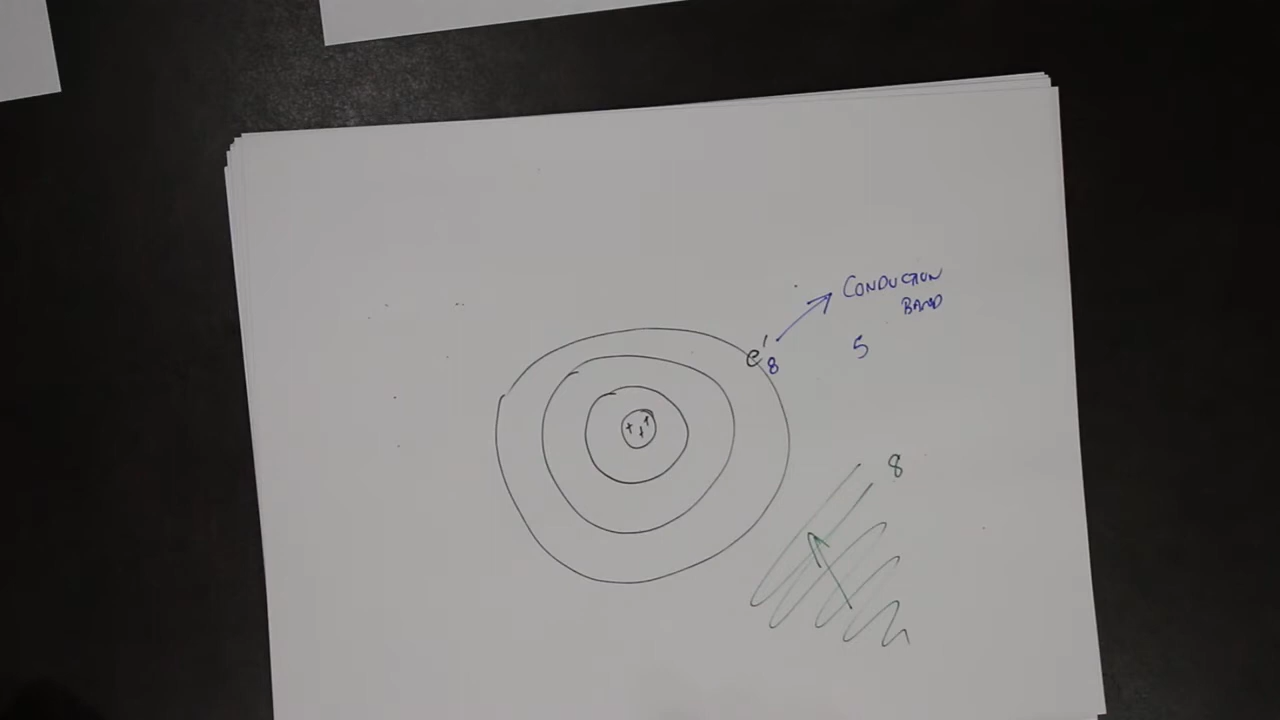 CONDUCTION
BAND
e'
8
5
+ + +
8